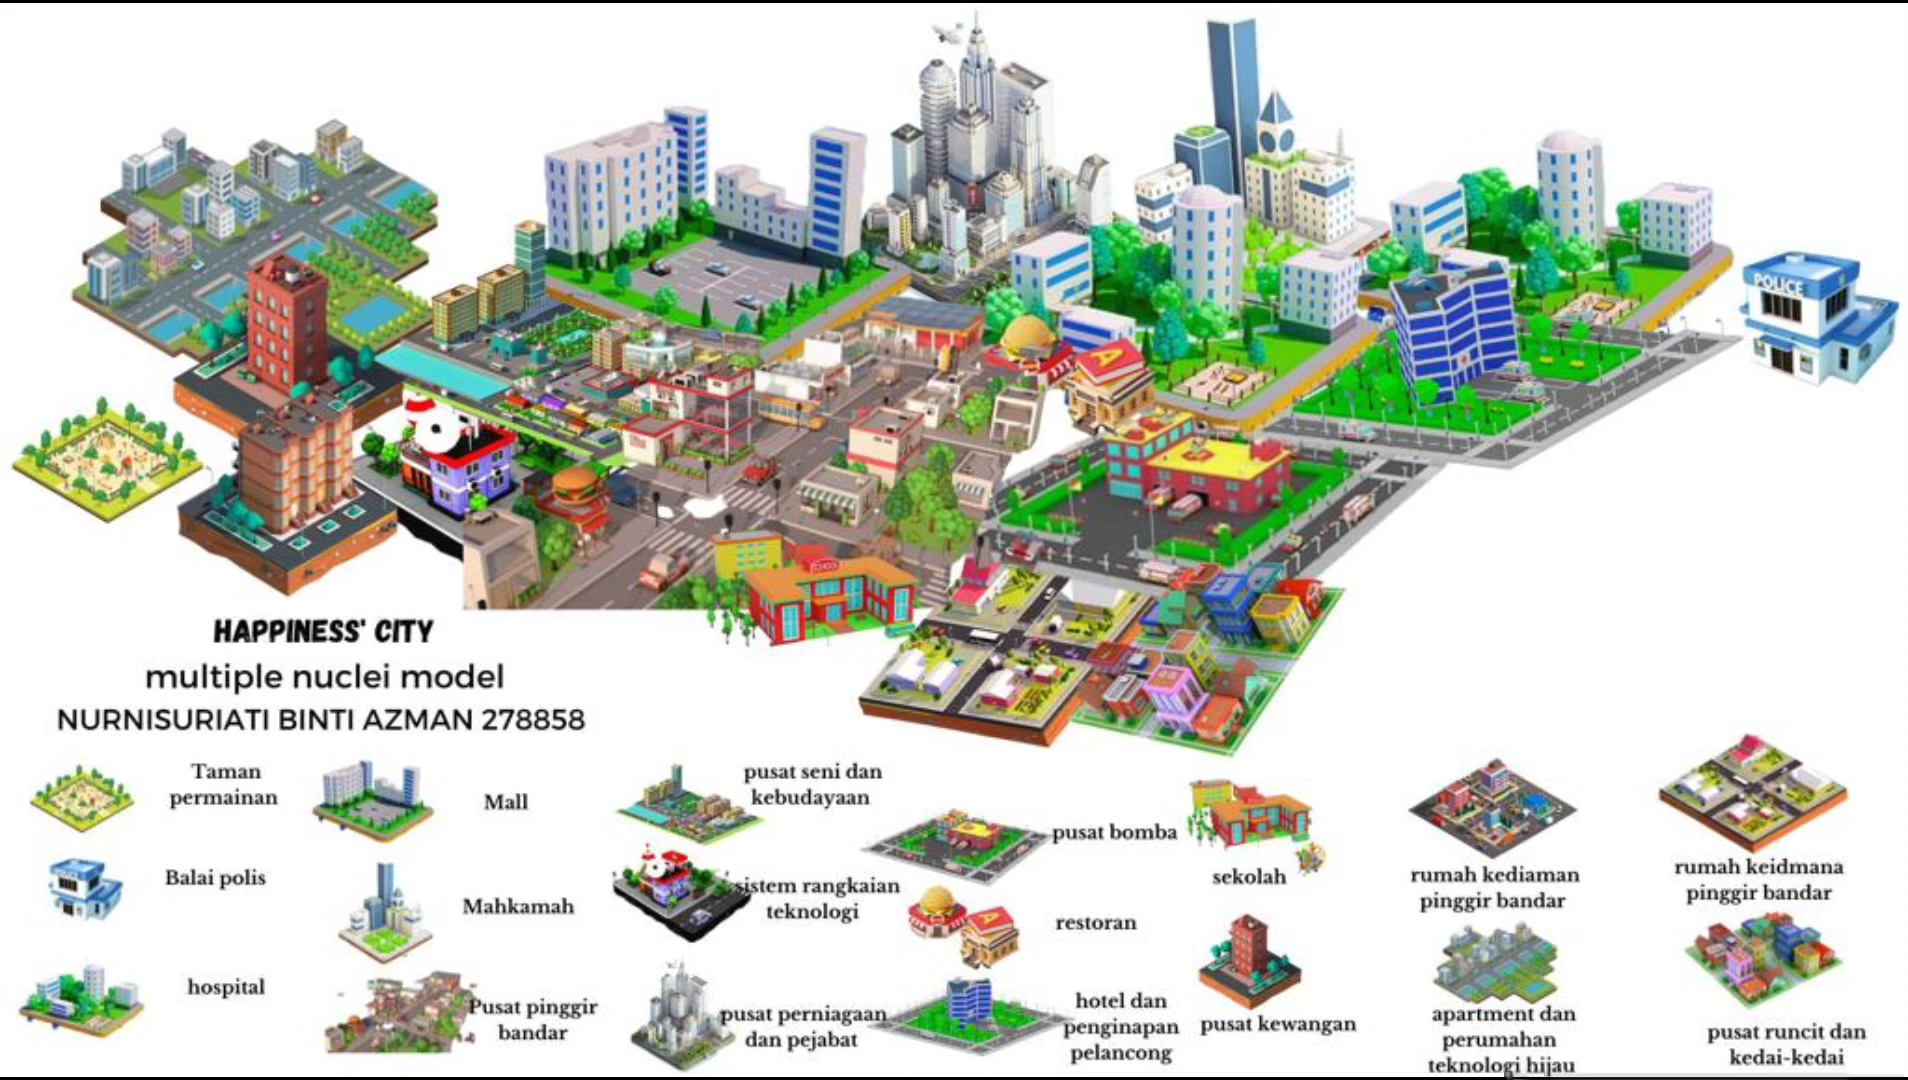 POLICE
A
SCHOOL
HAPPINESS' CITY
multiple nuclei model
NURNISURIATI BINTI AZMAN 278858
Taman
permainan
Mall
pusat seni dan
kebudayaan
pusat bomba
sekolah
rumah kediaman
pinggir bandar
rumah keidmana
pinggir bandar
Balai polis
Mahkamah
sistem rangkaian
teknologi
A
restoran
hospital
Pusat pinggir
bandar
pusat perniagaan
dan pejabat
hotel dan
penginapan
pelancong
pusat kewangan
apartment dan
perumahan
teknologi hijau
pusat runcit dan
kedai-kedai